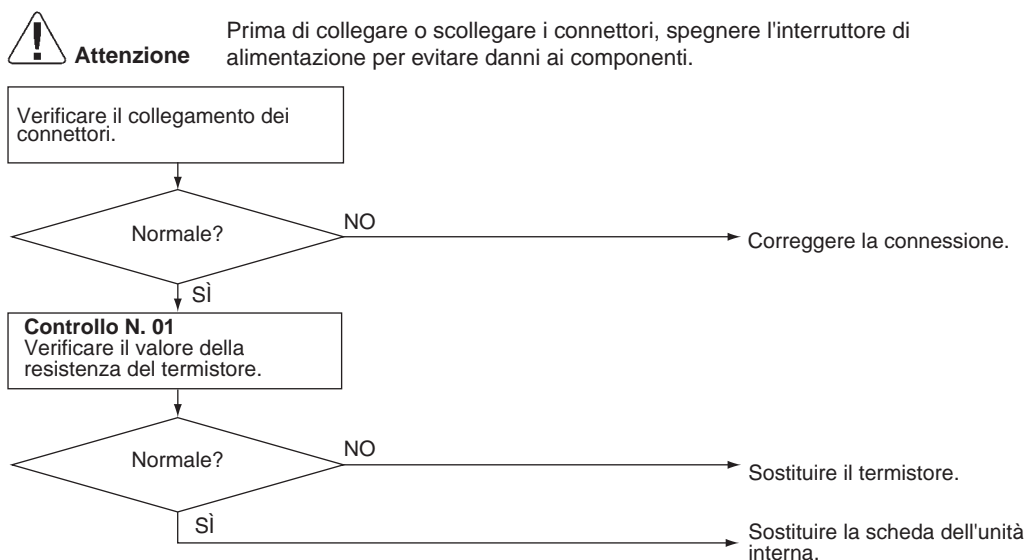 Attenzione
Prima di collegare o scollegare i connettori, spegnere l'interruttore di
alimentazione per evitare danni ai componenti.
Verificare il collegamento dei
connettori.
Normale?
NO
Correggere la connessione.
SÌ
Controllo N. 01
Verificare il valore della
resistenza del termistore.
Normale?
NO
Sostituire il termistore.
SÌ
Sostituire la scheda dell'unità
interna.